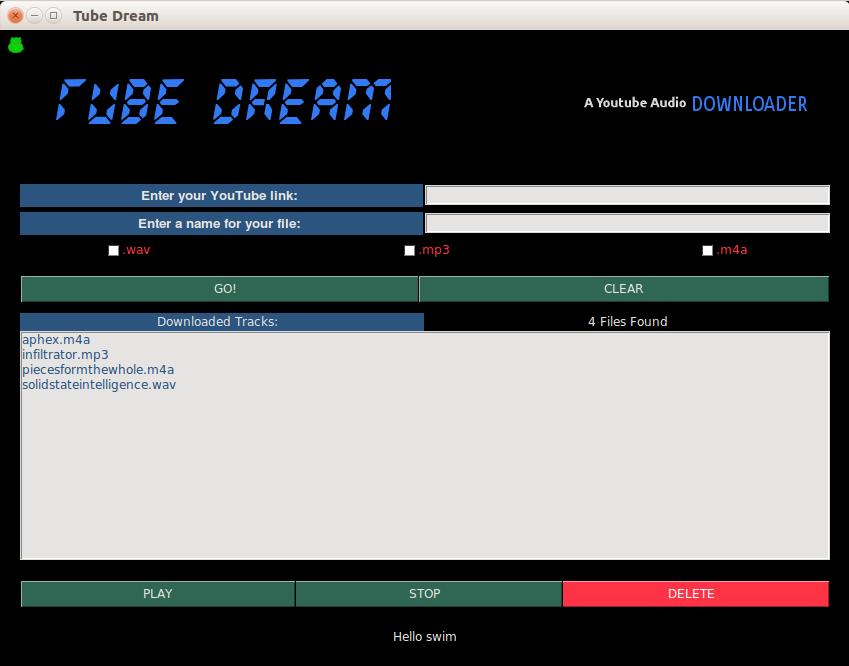 Tube Dream
TUBE DREAM
A Youtube Audio DOWNLOADER
Enter your YouTube link:
Enter a name for your file:
.wav .mp3 .m4a
GO! CLEAR
Downloaded Tracks: 4 Files Found
aphex.m4a
infiltrator.mp3
piecesformthewhole.m4a
solidstateintelligence.wav
PLAY STOP DELETE
Hello swim